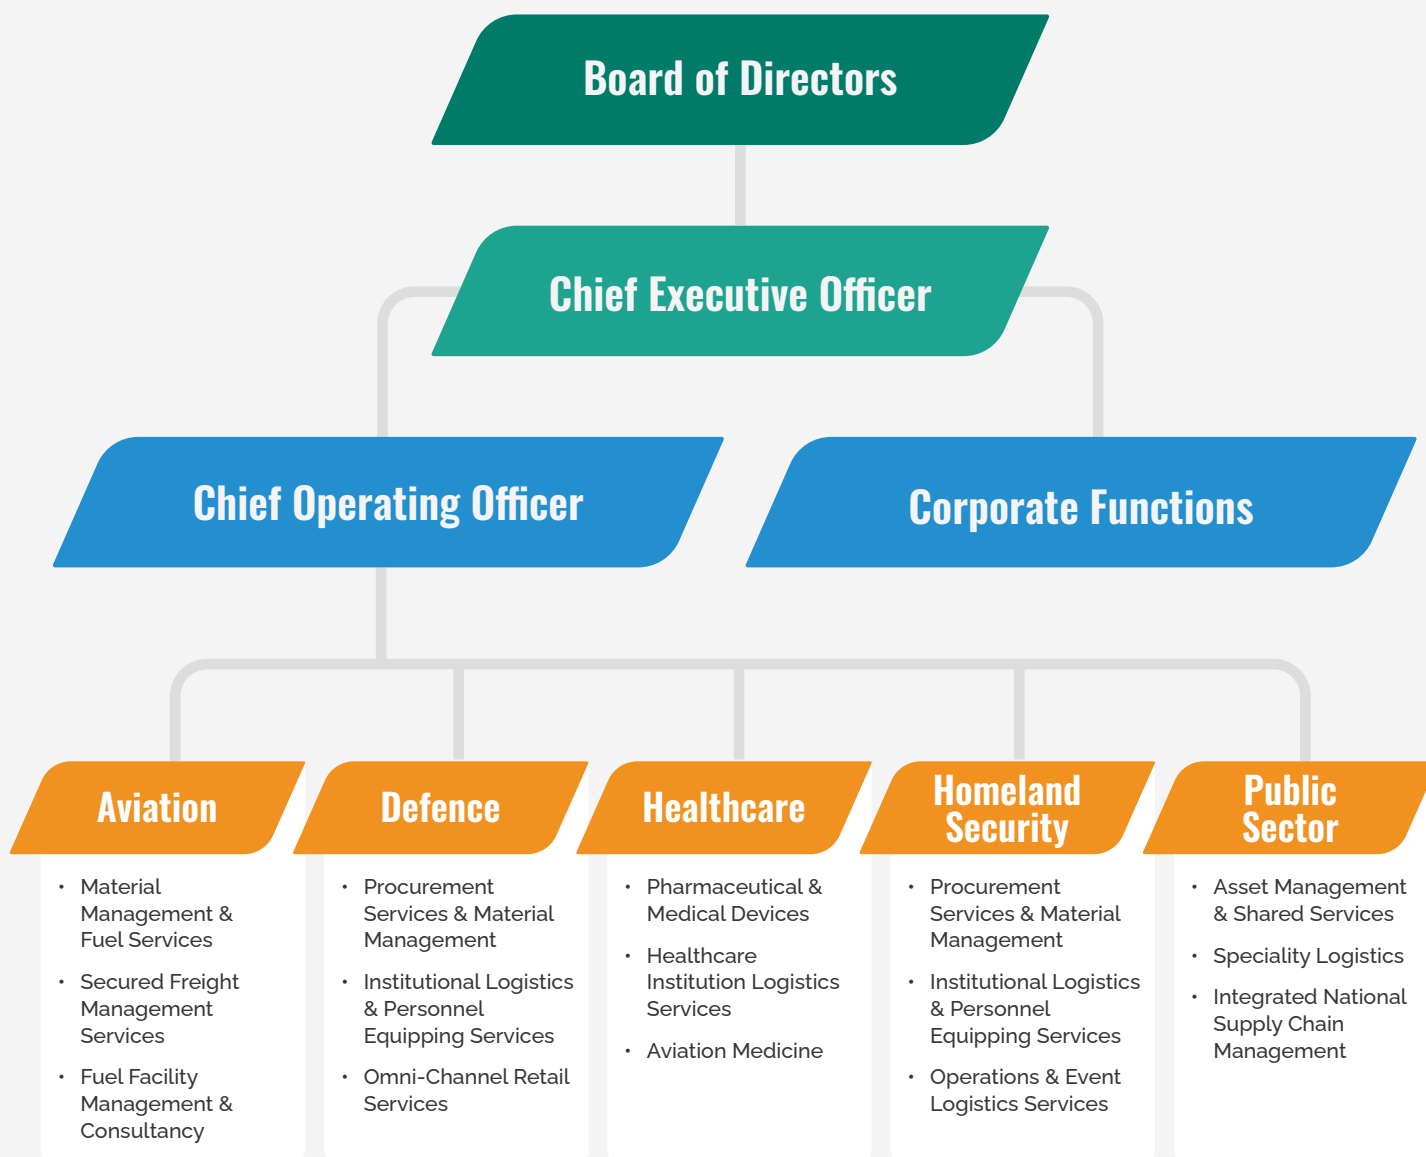 Board of Directors
Chief Executive Officer
Chief Operating Officer
Corporate Functions
Aviation
• Material
Management &
Fuel Services
• Secured Freight
Management
Services
• Fuel Facility
Management &
Consultancy
Defence
• Procurement
Services & Material
Management
• Institutional Logistics
& Personnel
Equipping Services
• Omni-Channel Retail
Services
Healthcare
• Pharmaceutical &
Medical Devices
• Healthcare
Institution Logistics
Services
• Aviation Medicine
Homeland
Security
• Procurement
Services & Material
Management
• Institutional Logistics
& Personnel
Equipping Services
• Operations & Event
Logistics Services
Public
Sector
• Asset Management
& Shared Services
• Speciality Logistics
• Integrated National
Supply Chain
Management